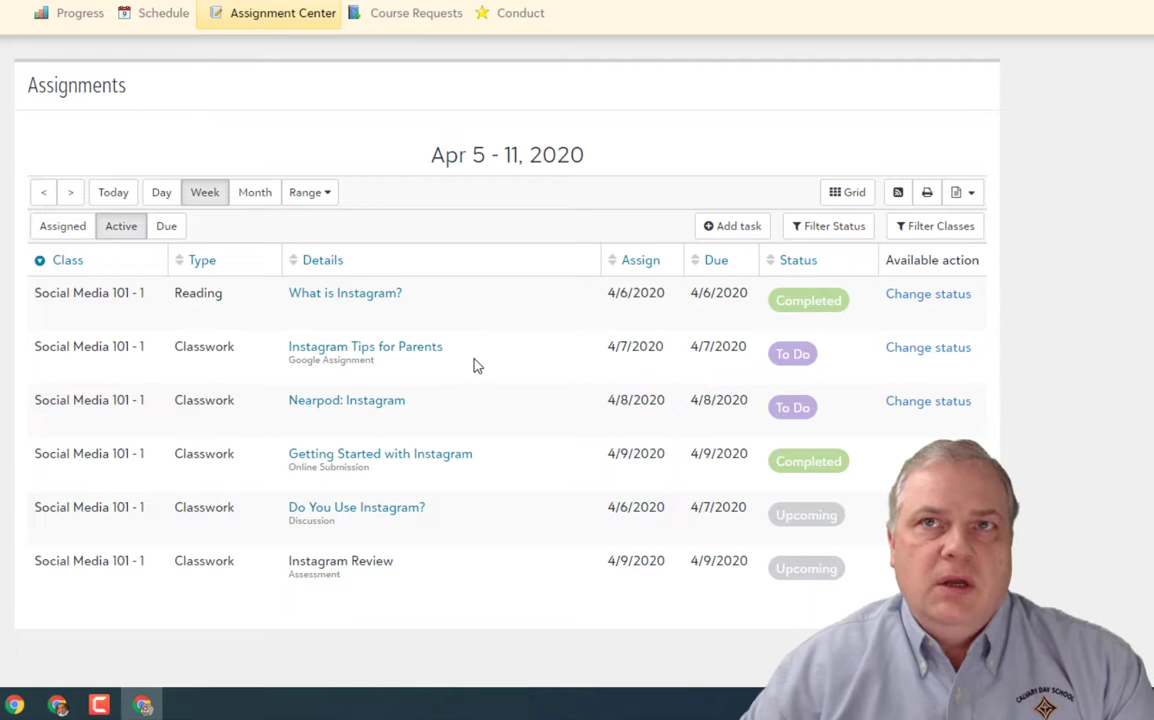 Progress Schedule Assignment Center Course Requests Conduct
Assignments
Apr 5 - 11, 2020
< > Today Day Week Month Range Grid
Assigned Active Due Add task Filter Status Filter Classes
Class Type Details Assign Due Status Available action
Social Media 101 - 1 Reading What is Instagram? 4/6/2020 4/6/2020 Completed Change status
Social Media 101 - 1 Classwork Instagram Tips for Parents 4/7/2020 4/7/2020 To Do Change status
Google Assignment
Social Media 101 - 1 Classwork Nearpod: Instagram 4/8/2020 4/8/2020 To Do Change status
Social Media 101 - 1 Classwork Getting Started with Instagram 4/9/2020 4/9/2020 Completed
Online Submission
Social Media 101 - 1 Classwork Do You Use Instagram? 4/6/2020 4/7/2020 Upcoming
Discussion
Social Media 101 - 1 Classwork Instagram Review 4/9/2020 4/9/2020 Upcoming
Assessment
CALVARY DAY SCHOOL